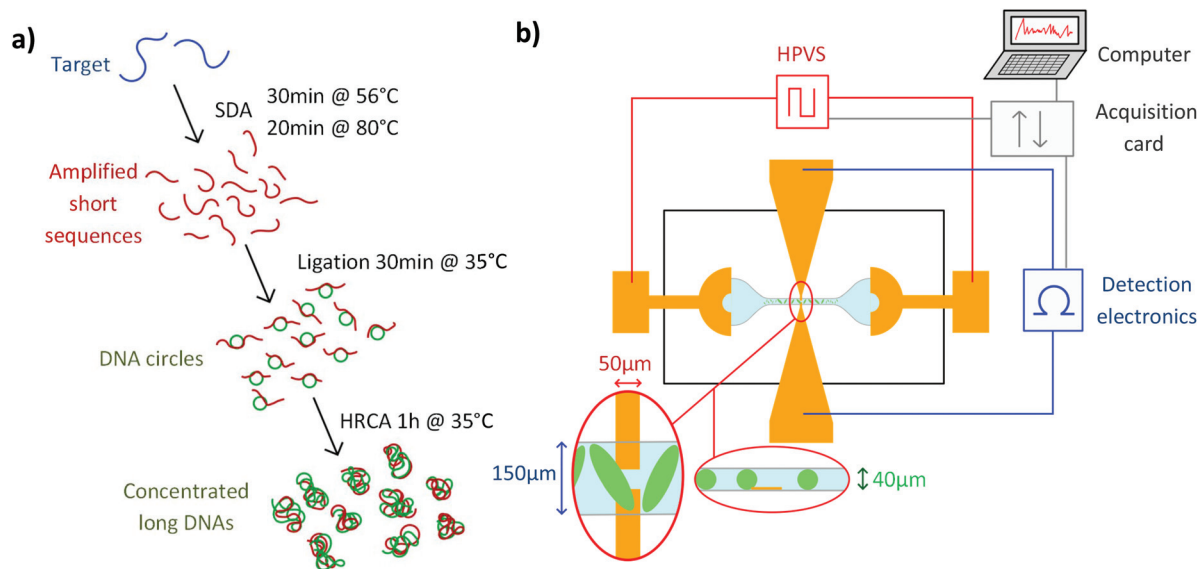 a)
Target
SDA
30min @ 56°C
20min @ 80°C
Amplified
short
sequences
Ligation 30min @ 35°C
DNA circles
HRCA 1h @ 35°C
Concentrated
long DNAs
b)
HPVS
Computer
Acquisition
card
Ω
Detection
electronics
50µm
150µm
40µm